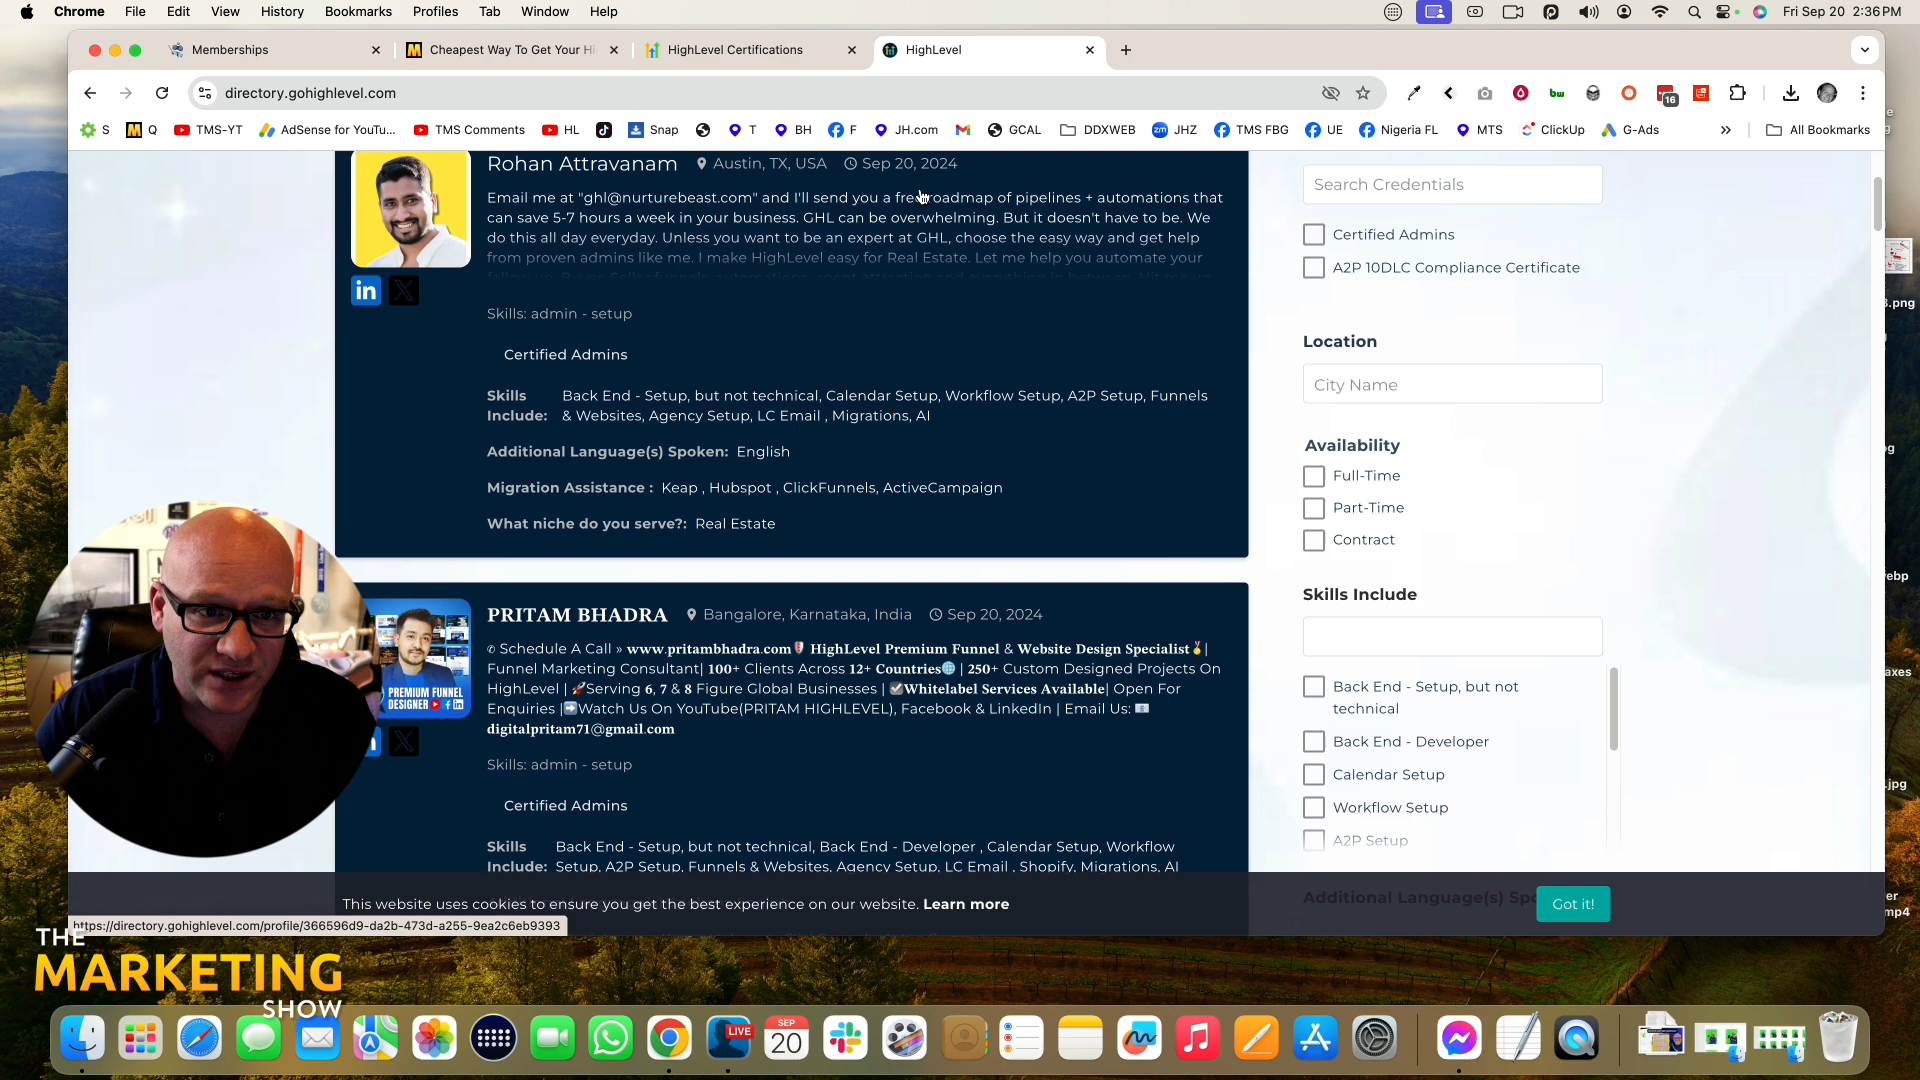 Chrome File Edit View History Bookmarks Profiles Tab Window Help Fri Sep 20 2:36 PM
Memberships Cheapest Way To Get Your Hi HighLevel Certifications HighLevel
directory.gohighlevel.com 16
S Q TMS-YT AdSense for YouTu... TMS Comments HL Snap T BH F JH.com GCAL DDXWEB JHZ TMS FBG UE Nigeria FL MTS ClickUp G-Ads » All Bookmarks
Rohan Attravanam Austin, TX, USA Sep 20, 2024
Email me at "ghl@nurturebeast.com" and I'll send you a free roadmap of pipelines + automations that
can save 5-7 hours a week in your business. GHL can be overwhelming. But it doesn't have to be. We
do this all day everyday. Unless you want to be an expert at GHL, choose the easy way and get help
from proven admins like me. I make HighLevel easy for Real Estate. Let me help you automate your
Skills: admin - setup
Certified Admins
Skills Back End - Setup, but not technical, Calendar Setup, Workflow Setup, A2P Setup, Funnels
Include: & Websites, Agency Setup, LC Email , Migrations, AI
Additional Language(s) Spoken: English
Migration Assistance : Keap , Hubspot , ClickFunnels, ActiveCampaign
What niche do you serve?: Real Estate
PRITAM BHADRA Bangalore, Karnataka, India Sep 20, 2024
✆ Schedule A Call » www.pritambhadra.com🎖 HighLevel Premium Funnel & Website Design Specialist🏅|
Funnel Marketing Consultant| 100+ Clients Across 12+ Countries🌐 | 250+ Custom Designed Projects On
HighLevel | 🚀Serving 6, 7 & 8 Figure Global Businesses | ☑Whitelabel Services Available| Open For
Enquiries |➡Watch Us On YouTube(PRITAM HIGHLEVEL), Facebook & LinkedIn | Email Us: 📧
digitalpritam71@gmail.com
PREMIUM FUNNEL
DESIGNER
Skills: admin - setup
Certified Admins
Skills Back End - Setup, but not technical, Back End - Developer , Calendar Setup, Workflow
Include: Setup, A2P Setup, Funnels & Websites, Agency Setup, LC Email , Shopify, Migrations, AI
Search Credentials
Certified Admins
A2P 10DLC Compliance Certificate
Location
City Name
Availability
Full-Time
Part-Time
Contract
Skills Include
Back End - Setup, but not
technical
Back End - Developer
Calendar Setup
Workflow Setup
A2P Setup
Additional Language(s) Spo
This website uses cookies to ensure you get the best experience on our website. Learn more
Got it!
https://directory.gohighlevel.com/profile/366596d9-da2b-473d-a255-9ea2c6eb9393
THE
MARKETING
SHOW
LIVE
SEP
20